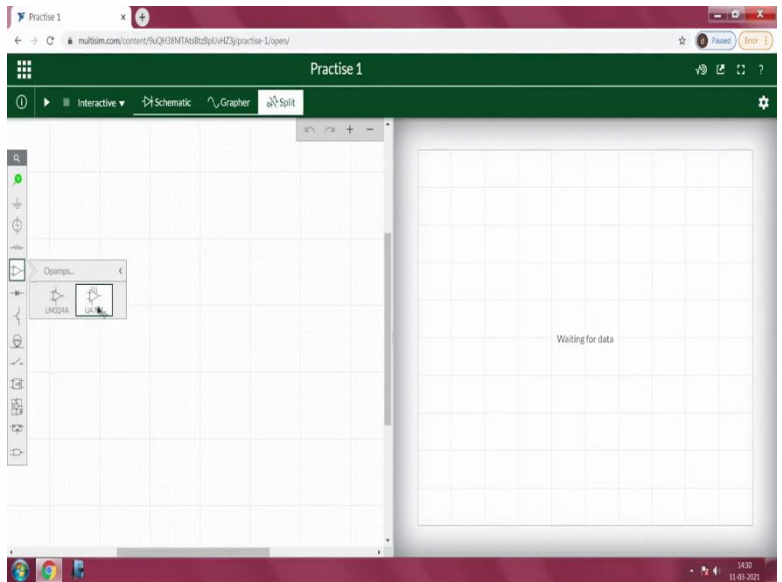 Practise 1
multisim.com/content/9uQH38MTAtsBtzBpUvHZ3j/practise-1/open/
d Paused
Error
Practise 1
Interactive
Schematic
Grapher
Split
Opamps...
LM324A
Waiting for data
14:30
11-03-2021